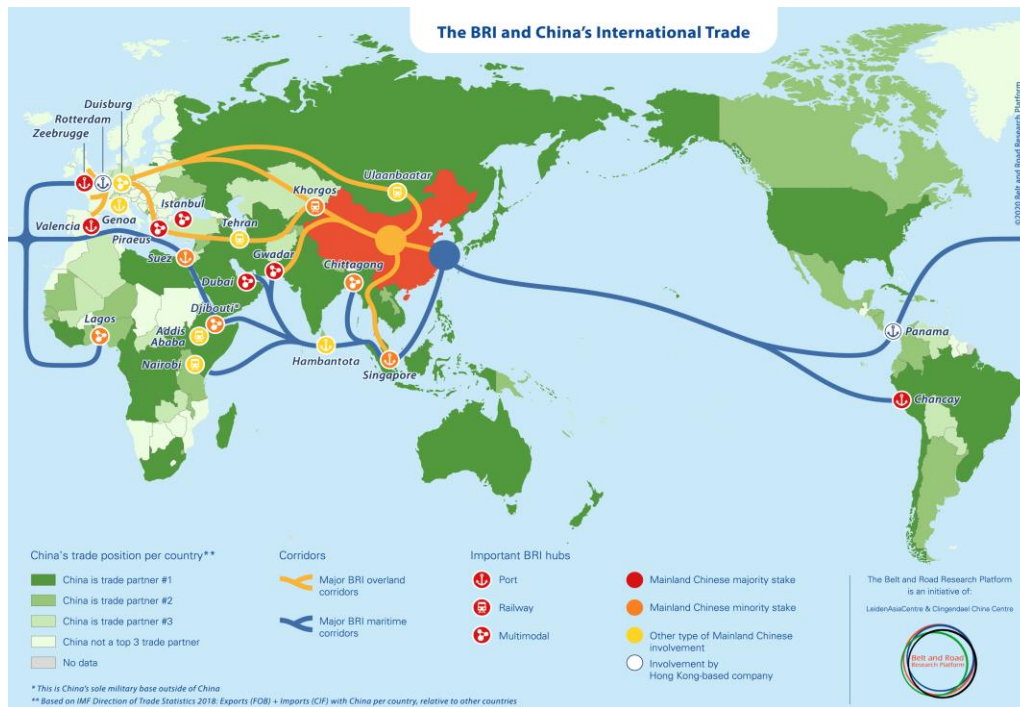 The BRI and China's International Trade
©2020 Belt and Road Research Platform
Duisburg
Rotterdam
Zeebrugge
Ulaanbaatar
Khorgos
Istanbul
Valencia
Genoa
Tehran
Piraeus
Gwadar
Suez
Chittagong
Dubai
Djibouti*
Lagos
Addis
Ababa
Panama
Hambantota
Nairobi
Singapore
Chancay
China's trade position per country**
China is trade partner #1
China is trade partner #2
China is trade partner #3
China not a top 3 trade partner
No data
Corridors
Major BRI overland
corridors
Major BRI maritime
corridors
Important BRI hubs
Port
Railway
Multimodal
Mainland Chinese majority stake
Mainland Chinese minority stake
Other type of Mainland Chinese
involvement
Involvement by
Hong Kong-based company
The Belt and Road Research Platform
is an initiative of:
LeidenAsiaCentre & Clingendael China Centre
Belt and Road
Research Platform
* This is China's sole military base outside of China
** Based on IMF Direction of Trade Statistics 2018: Exports (FOB) + Imports (CIF) with China per country, relative to other countries